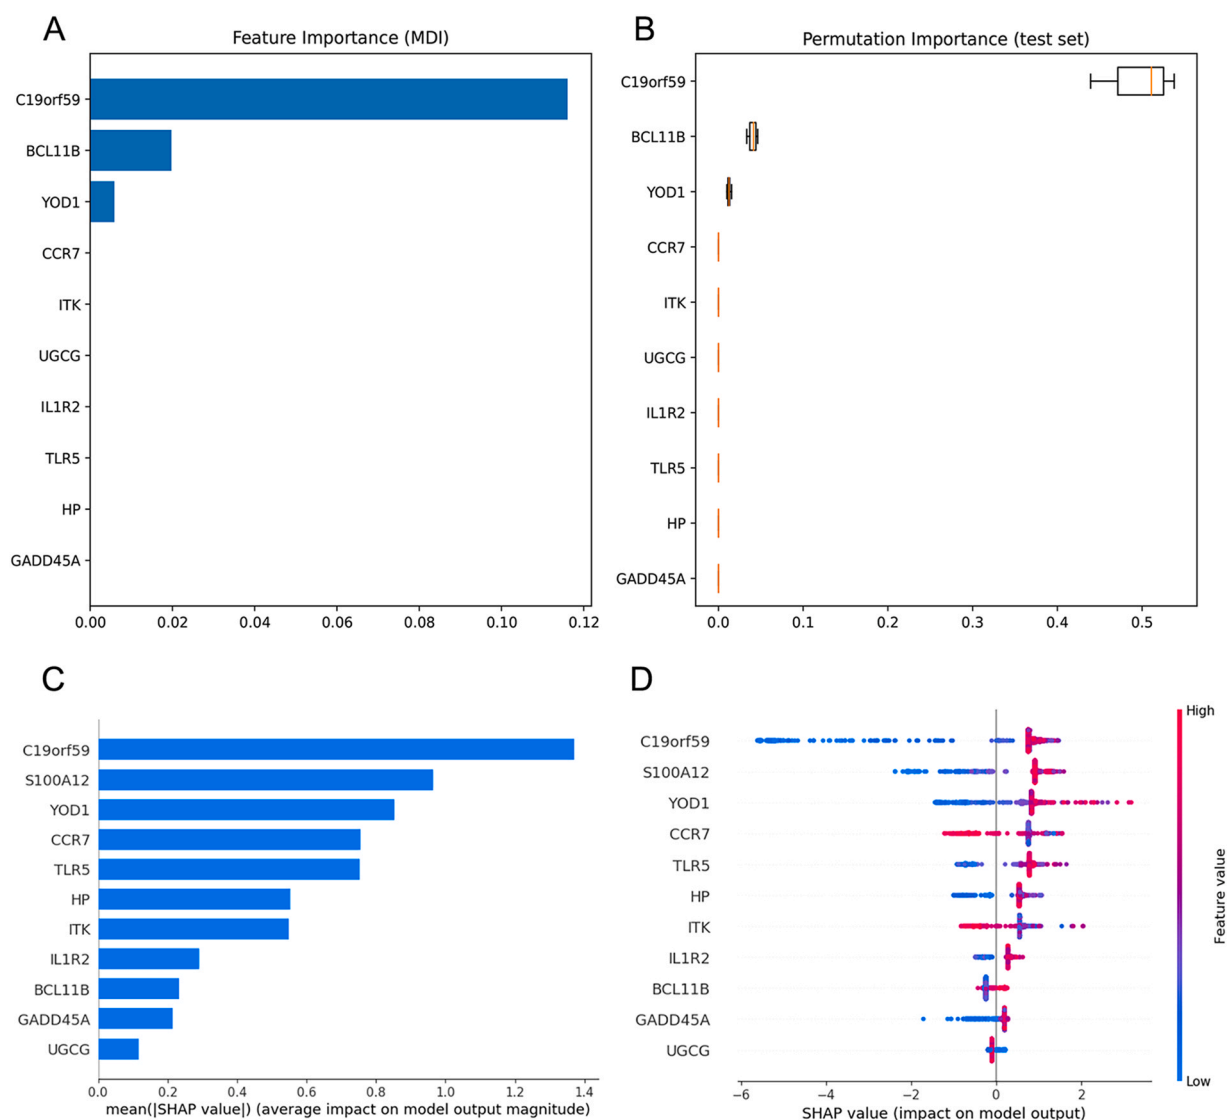 A
Feature Importance (MDI)
C19orf59
BCL11B
YOD1
CCR7
ITK
UGCG
IL1R2
TLR5
HP
GADD45A
0.00 0.02 0.04 0.06 0.08 0.10 0.12
B
Permutation Importance (test set)
C19orf59
BCL11B
YOD1
CCR7
ITK
UGCG
IL1R2
TLR5
HP
GADD45A
0.0 0.1 0.2 0.3 0.4 0.5
C
C19orf59
S100A12
YOD1
CCR7
TLR5
HP
ITK
IL1R2
BCL11B
GADD45A
UGCG
0.0 0.2 0.4 0.6 0.8 1.0 1.2 1.4
mean(|SHAP value|) (average impact on model output magnitude)
D
C19orf59
S100A12
YOD1
CCR7
TLR5
HP
ITK
IL1R2
BCL11B
GADD45A
UGCG
−6 −4 −2 0 2
SHAP value (impact on model output)
High
Feature value
Low